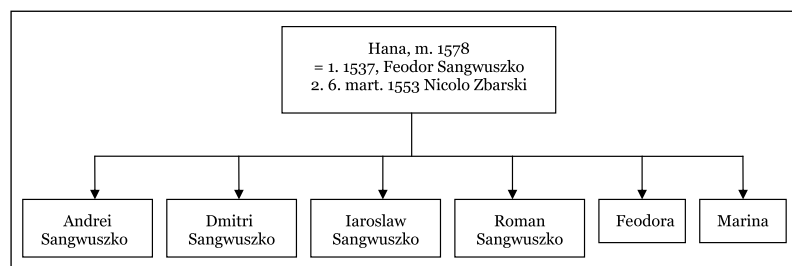 Hana, m. 1578
= 1. 1537, Feodor Sangwuszko
2. 6. mart. 1553 Nicolo Zbarski
Andrei
Sangwuszko
Dmitri
Sangwuszko
Iaroslaw
Sangwuszko
Roman
Sangwuszko
Feodora
Marina